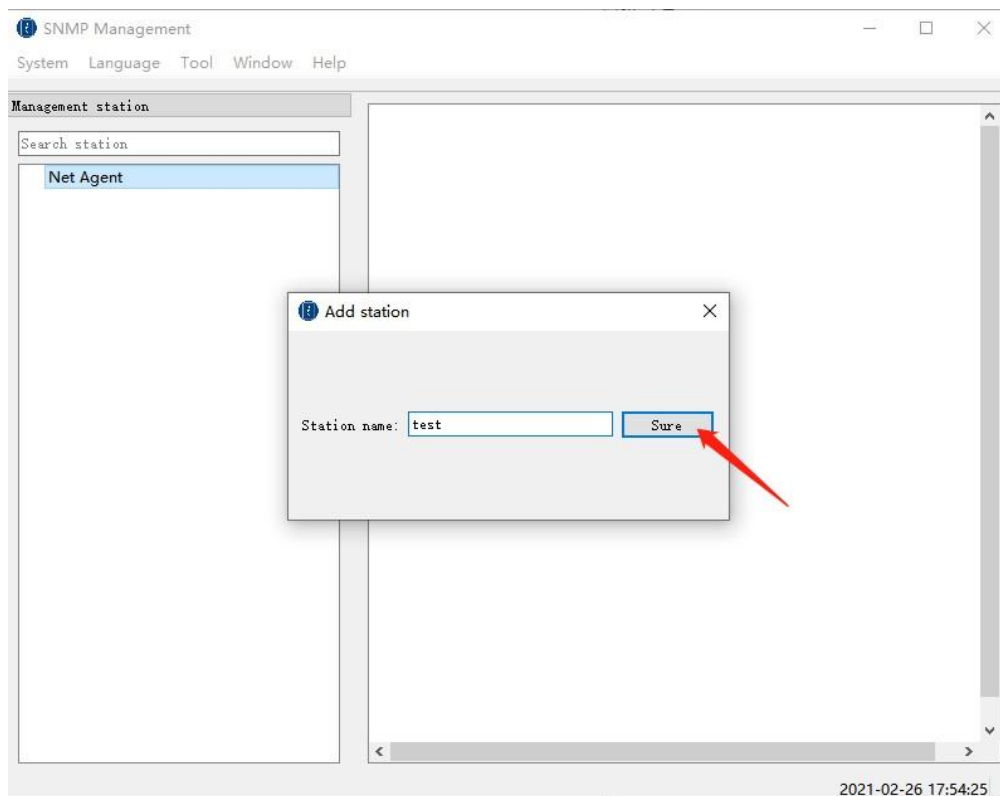 SNMP Management
System Language Tool Window Help
Management station
Search station
Net Agent
Add station
Station name: test Sure
2021-02-26 17:54:25